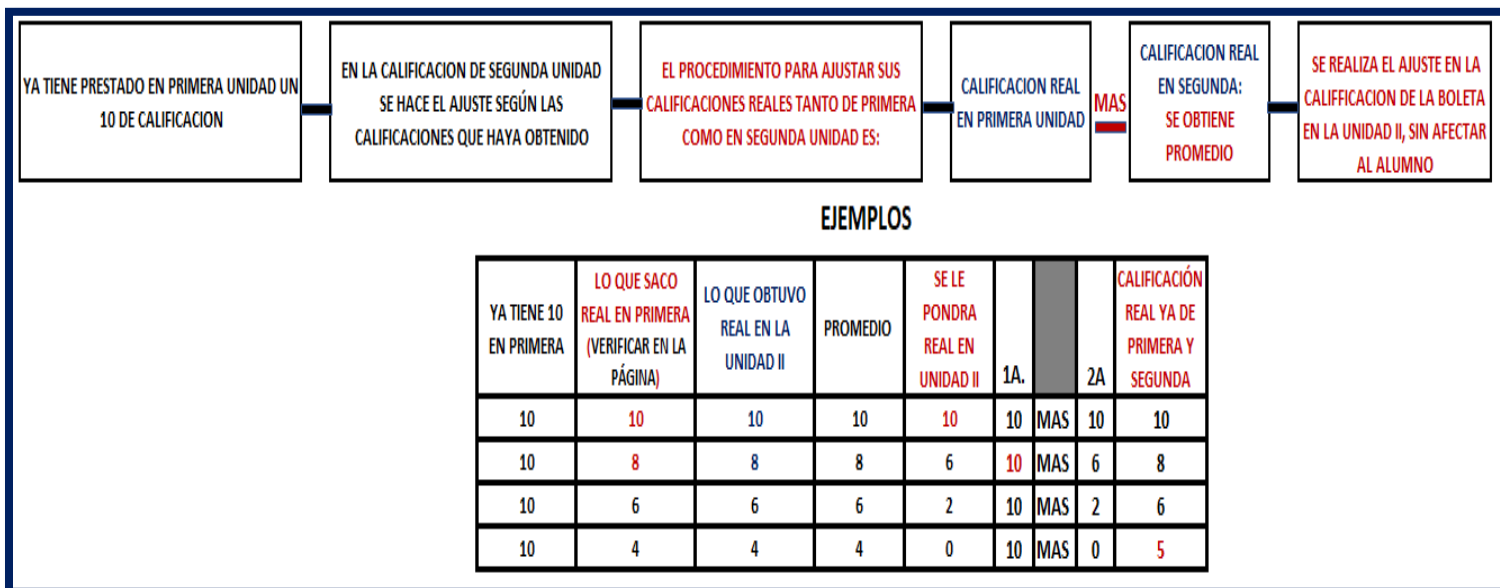 YA TIENE PRESTADO EN PRIMERA UNIDAD UN
10 DE CALIFICACION
EN LA CALIFICACION DE SEGUNDA UNIDAD
SE HACE EL AJUSTE SEGÚN LAS
CALIFICACIONES QUE HAYA OBTENIDO
EL PROCEDIMIENTO PARA AJUSTAR SUS
CALIFICACIONES REALES TANTO DE PRIMERA
COMO EN SEGUNDA UNIDAD ES:
CALIFICACION REAL
EN PRIMERA UNIDAD
MAS
CALIFICACION REAL
EN SEGUNDA:
SE OBTIENE
PROMEDIO
SE REALIZA EL AJUSTE EN LA
CALIFFICACION DE LA BOLETA
EN LA UNIDAD II, SIN AFECTAR
AL ALUMNO
EJEMPLOS
YA TIENE 10
EN PRIMERA
LO QUE SACO
REAL EN PRIMERA
(VERIFICAR EN LA
PÁGINA)
LO QUE OBTUVO
REAL EN LA
UNIDAD II
PROMEDIO
SE LE
PONDRA
REAL EN
UNIDAD II
1A.
2A
CALIFICACIÓN
REAL YA DE
PRIMERA Y
SEGUNDA
10 10 10 10 10 10 MAS 10 10
10 8 8 8 6 10 MAS 6 8
10 6 6 6 2 10 MAS 2 6
10 4 4 4 0 10 MAS 0 5